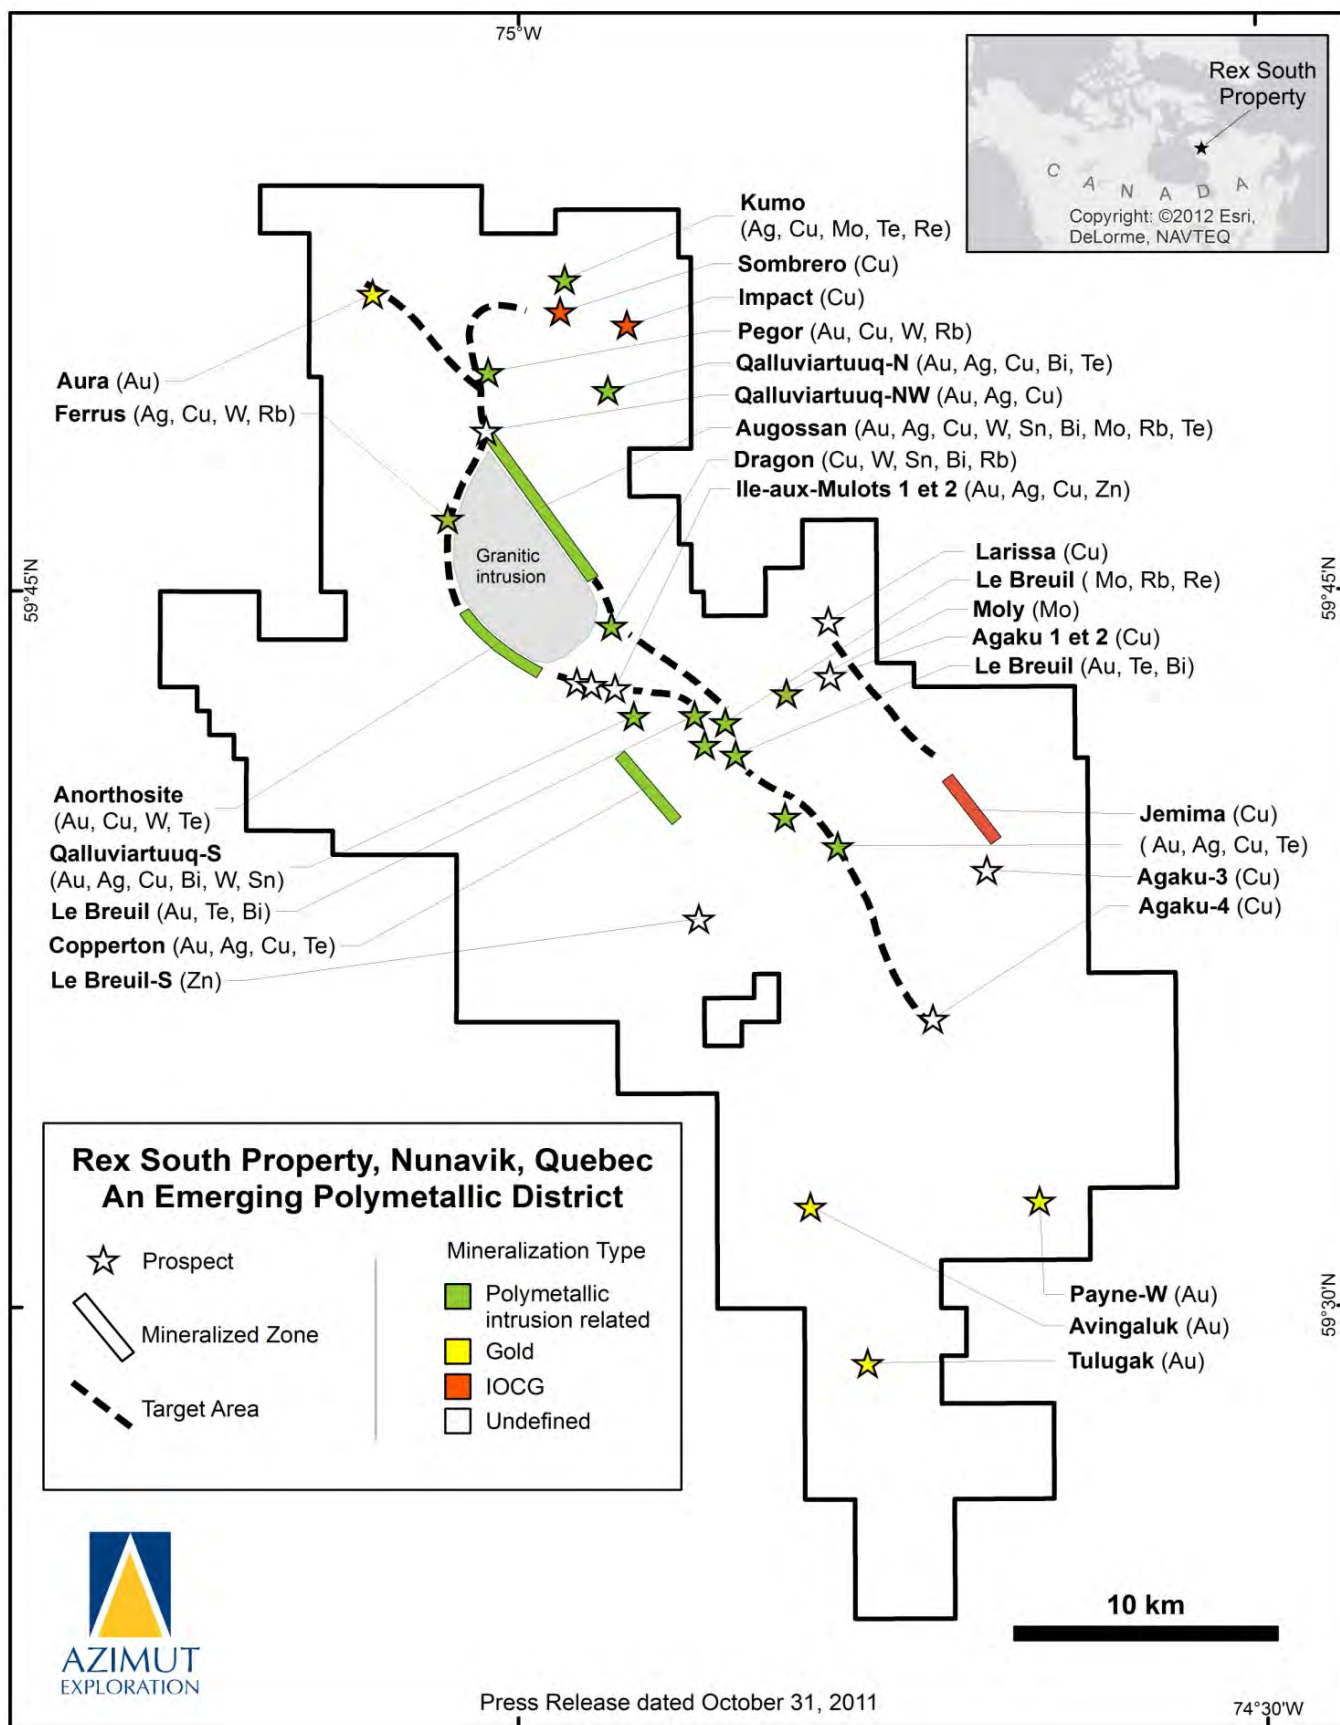 75°W
Rex South
Property
CANADA
Copyright: ©2012 Esri,
DeLorme, NAVTEQ
Kumo
(Ag, Cu, Mo, Te, Re)
Sombrero (Cu)
Impact (Cu)
Pegor (Au, Cu, W, Rb)
Qalluviartuuq-N (Au, Ag, Cu, Bi, Te)
Qalluviartuuq-NW (Au, Ag, Cu)
Augossan (Au, Ag, Cu, W, Sn, Bi, Mo, Rb, Te)
Dragon (Cu, W, Sn, Bi, Rb)
Ile-aux-Mulots 1 et 2 (Au, Ag, Cu, Zn)
Aura (Au)
Ferrus (Ag, Cu, W, Rb)
Granitic
intrusion
59°45'N
59°45'N
Larissa (Cu)
Le Breuil ( Mo, Rb, Re)
Moly (Mo)
Agaku 1 et 2 (Cu)
Le Breuil (Au, Te, Bi)
Anorthosite
(Au, Cu, W, Te)
Qalluviartuuq-S
(Au, Ag, Cu, Bi, W, Sn)
Le Breuil (Au, Te, Bi)
Copperton (Au, Ag, Cu, Te)
Le Breuil-S (Zn)
Jemima (Cu)
( Au, Ag, Cu, Te)
Agaku-3 (Cu)
Agaku-4 (Cu)
Rex South Property, Nunavik, Quebec
An Emerging Polymetallic District
Prospect
Mineralized Zone
Target Area
Mineralization Type
Polymetallic
intrusion related
Gold
IOCG
Undefined
Payne-W (Au)
Avingaluk (Au)
Tulugak (Au)
59°30'N
10 km
AZIMUT
EXPLORATION
Press Release dated October 31, 2011
74°30'W